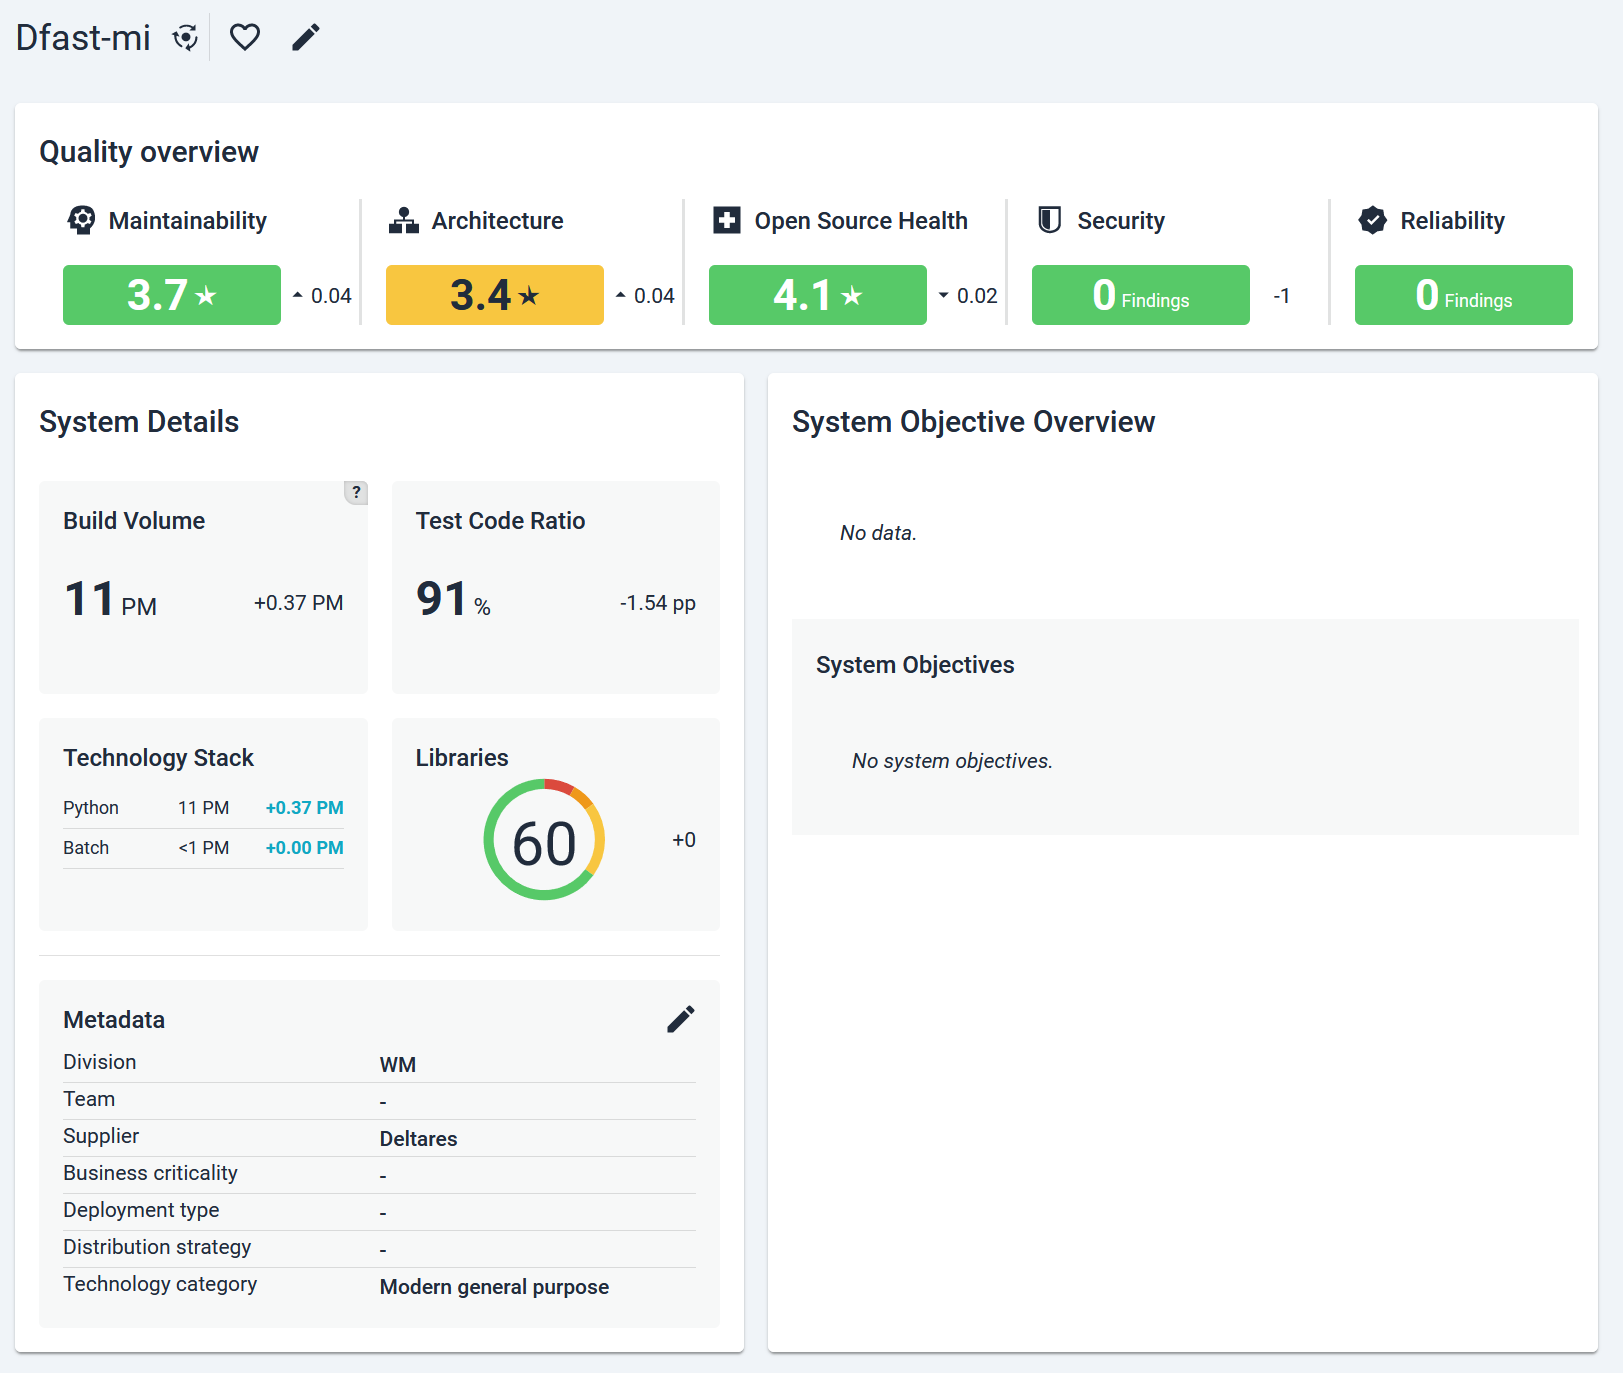 Dfast-mi
Quality overview
Maintainability
3.7
0.04
Architecture
3.4
0.04
Open Source Health
4.1
0.02
Security
0 Findings
-1
Reliability
0 Findings
System Details
?
Build Volume
11 PM
+0.37 PM
Test Code Ratio
91 %
-1.54 pp
Technology Stack
Python 11 PM +0.37 PM
Batch <1 PM +0.00 PM
Libraries
60
+0
Metadata
Division WM
Team -
Supplier Deltares
Business criticality -
Deployment type -
Distribution strategy -
Technology category Modern general purpose
System Objective Overview
No data.
System Objectives
No system objectives.